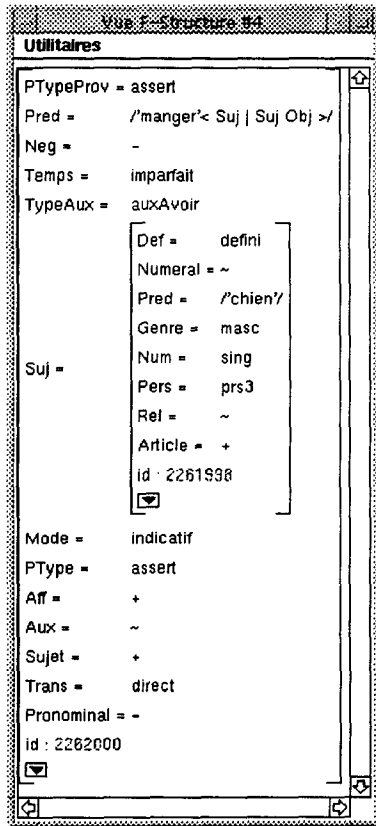 Vue F-Structure #4
Utilitaires
PTypeProv = assert
Pred = /'manger'< Suj | Suj Obj >/
Neg = -
Temps = imparfait
TypeAux = auxAvoir
Def = defini
Numeral = ~
Pred = /'chien'/
Genre = masc
Num = sing
Suj =
Pers = prs3
Rel = ~
Article = +
id : 2261998
Mode = indicatif
PType = assert
Aff = +
Aux = ~
Sujet = +
Trans = direct
Pronominal = -
id : 2262000